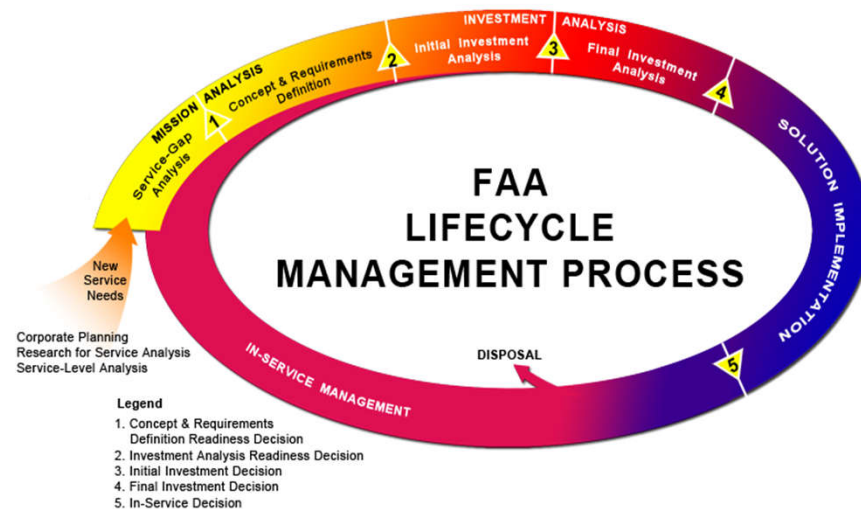 MISSION ANALYSIS
Service-Gap
Analysis
1
Concept & Requirements
Definition
2
INVESTMENT ANALYSIS
Initial Investment
Analysis
3
Final Investment
Analysis
4
SOLUTION IMPLEMENTATION
5
FAA
LIFECYCLE
MANAGEMENT PROCESS
DISPOSAL
IN-SERVICE MANAGEMENT
New
Service
Needs
Corporate Planning
Research for Service Analysis
Service-Level Analysis
Legend
1. Concept & Requirements
Definition Readiness Decision
2. Investment Analysis Readiness Decision
3. Initial Investment Decision
4. Final Investment Decision
5. In-Service Decision